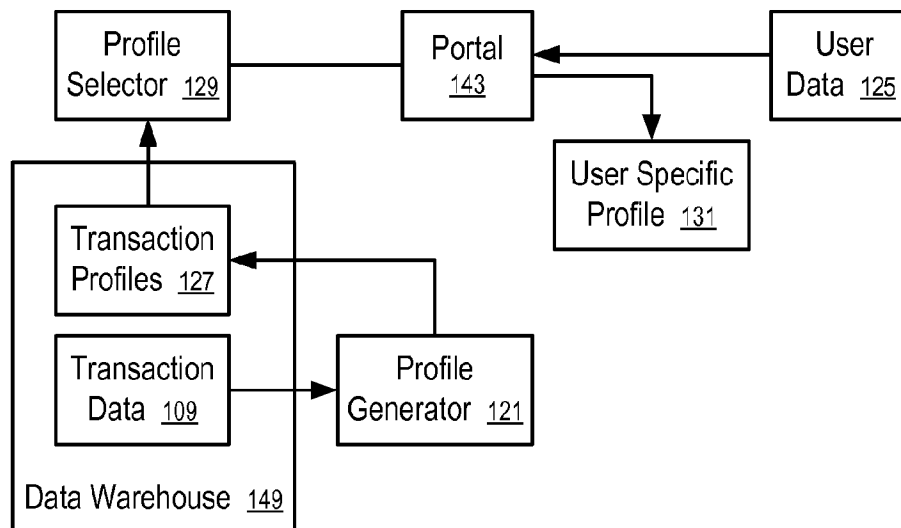 Profile
Selector 129
Portal
143
User
Data 125
User Specific
Profile 131
Transaction
Profiles 127
Transaction
Data 109
Profile
Generator 121
Data Warehouse 149